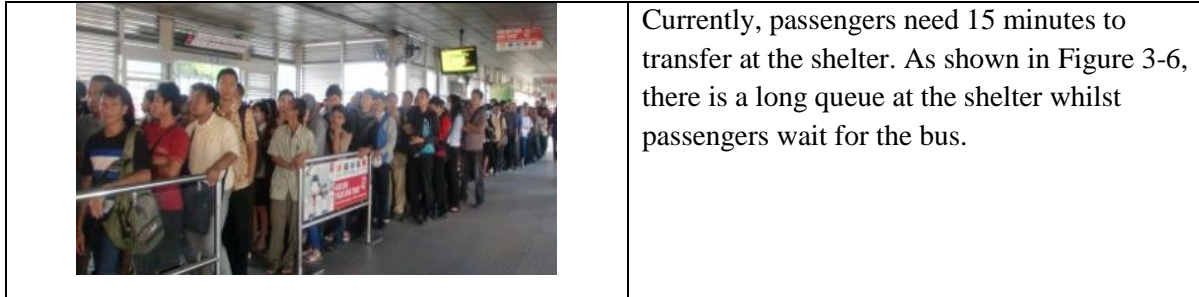 Currently, passengers need 15 minutes to
transfer at the shelter. As shown in Figure 3-6,
there is a long queue at the shelter whilst
passengers wait for the bus.